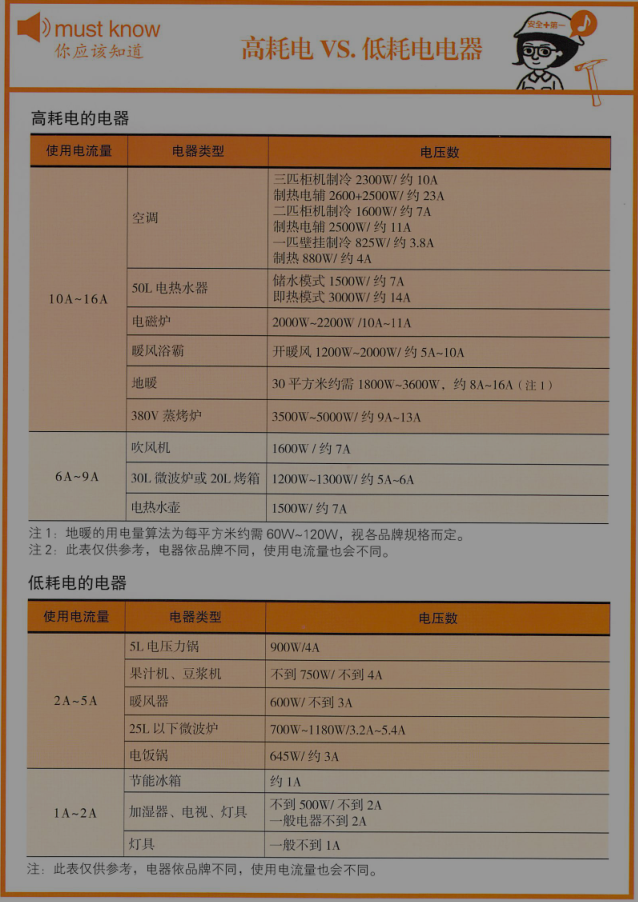 must know
你应该知道
高耗电 VS. 低耗电电器
安全+第一
高耗电的电器
使用电流量 电器类型 电压数
10A~16A
空调
三匹柜机制冷 2300W/ 约 10A
制热电辅 2600+2500W/ 约 23A
二匹柜机制冷 1600W/ 约 7A
制热电辅 2500W/ 约 11A
一匹壁挂制冷 825W/ 约 3.8A
制热 880W/ 约 4A
50L 电热水器
储水模式 1500W/ 约 7A
即热模式 3000W/ 约 14A
电磁炉 2000W~2200W /10A~11A
暖风浴霸 开暖风 1200W~2000W/ 约 5A~10A
地暖 30 平方米约需 1800W~3600W，约 8A~16A（注 1）
380V 蒸烤炉 3500W~5000W/ 约 9A~13A
6A~9A
吹风机 1600W / 约 7A
30L 微波炉或 20L 烤箱 1200W~1300W/ 约 5A~6A
电热水壶 1500W/ 约 7A
注 1：地暖的用电量算法为每平方米约需 60W~120W，视各品牌规格而定。
注 2：此表仅供参考，电器依品牌不同，使用电流量也会不同。
低耗电的电器
使用电流量 电器类型 电压数
2A~5A
5L 电压力锅 900W/4A
果汁机、豆浆机 不到 750W/ 不到 4A
暖风器 600W/ 不到 3A
25L 以下微波炉 700W~1180W/3.2A~5.4A
电饭锅 645W/ 约 3A
1A~2A
节能冰箱 约 1A
加湿器、电视、灯具
不到 500W/ 不到 2A
一般电器不到 2A
灯具 一般不到 1A
注：此表仅供参考，电器依品牌不同，使用电流量也会不同。